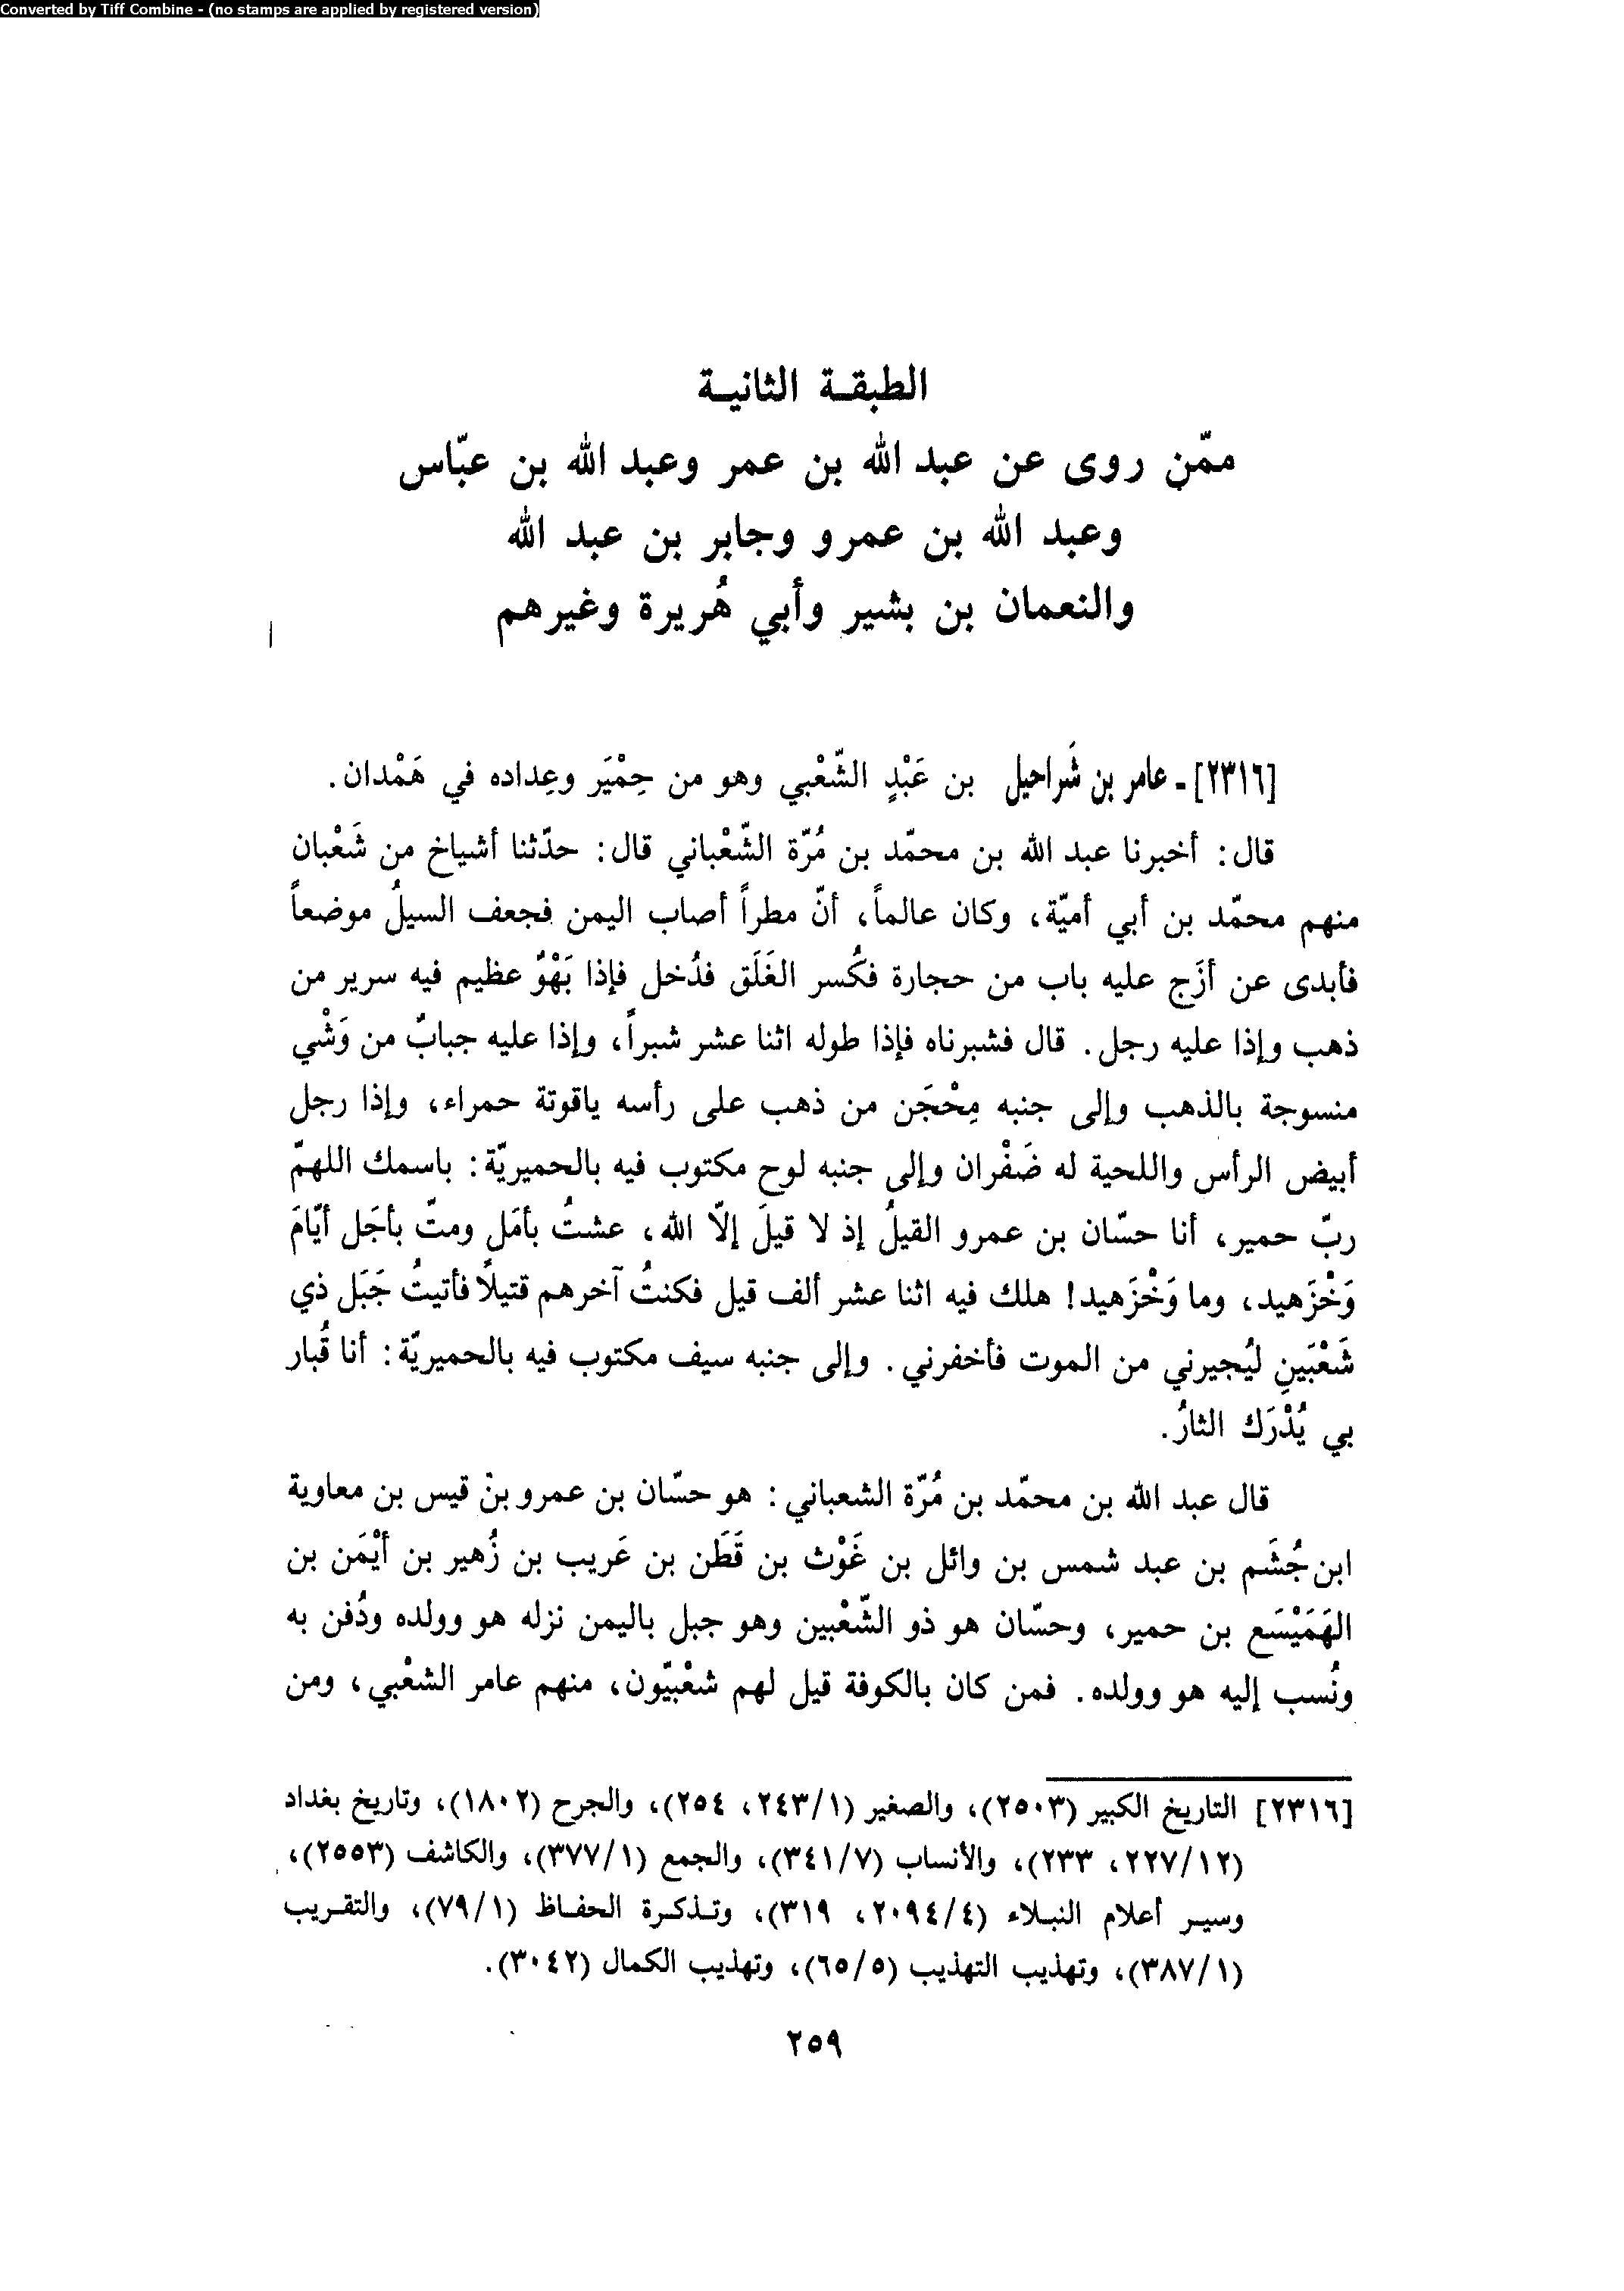 Converted by Tiff Combine - (no stamps are applied by registered version)
الطبقـة الثانيـة
ممّن روى عن عبد الله بن عمر وعبد الله بن عبّاس
وعبد الله بن عمرو وجابر بن عبد الله
والنعمان بن بشير وأبي هُريرة وغيرهم
[٢٣١٦] ـ عامر بن شَراحيل بن عَبْدٍ الشّعْبي وهو من حِمْيَر وعِداده في هَمْدان.
قال: أخبرنا عبد الله بن محمّد بن مُرّة الشّعْباني قال: حدّثنا أشياخ من شَعْبان
منهم محمّد بن أبي أميّة، وكان عالماً، أنّ مطراً أصاب اليمن فجعف السيلُ موضعاً
فأبدى عن أزَج عليه باب من حجارة فكُسر الغَلَق فدُخل فإذا بَهْوٌ عظيم فيه سرير من
ذهب وإذا عليه رجل. قال فشبرناه فإذا طوله اثنا عشر شبراً، وإذا عليه جبابٌ من وَشْي
منسوجة بالذهب وإلى جنبه مِحْجَن من ذهب على رأسه ياقوتة حمراء، وإذا رجل
أبيض الرأس واللحية له ضَفْران وإلى جنبه لوح مكتوب فيه بالحميريّة: باسمك اللهمّ
ربّ حمير، أنا حسّان بن عمرو القيلُ إذ لا قيلَ إلّا الله، عشتُ بأمَل ومتّ بأجَل أيّامَ
وَخْزَهيد، وما وَخْزَهيد! هلك فيه اثنا عشر ألف قيل فكنتُ آخرهم قتيلًا فأتيتُ جَبَل ذي
شَعْبَينِ ليُجيرني من الموت فأخفرني. وإلى جنبه سيف مكتوب فيه بالحميريّة: أنا قُبار
بي يُدْرَك الثارُ.
قال عبد الله بن محمّد بن مُرّة الشعباني: هو حسّان بن عمرو بنْ قيس بن معاوية
ابن جُشَم بن عبد شمس بن وائل بن غَوْث بن قَطَن بن عَريب بن زُهير بن أيْمَن بن
الهَمَيْسَع بن حمير، وحسّان هو ذو الشّعْبين وهو جبل باليمن نزله هو وولده ودُفن به
ونُسب إليه هو وولده. فمن كان بالكوفة قيل لهم شعْبيّون، منهم عامر الشعْبي، ومن
[٢٣١٦] التاريخ الكبير (٢٥٠٣)، والصغير (٢٤٣/١، ٢٥٤)، والجرح (١٨٠٢)، وتاريخ بغداد
(٢٢٧/١٢، ٢٣٣)، والأنساب (٣٤١/٧)، والجمع (٣٧٧/١)، والكاشف (٢٥٥٣)،
وسيـر أعلام النبـلاء (٢٠٩٤/٤، ٣١٩)، وتـذكـرة الحفـاظ (٧٩/١)، والتقـريب
(٣٨٧/١)، وتهذيب التهذيب (٦٥/٥)، وتهذيب الكمال (٣٠٤٢).
٢٥٩